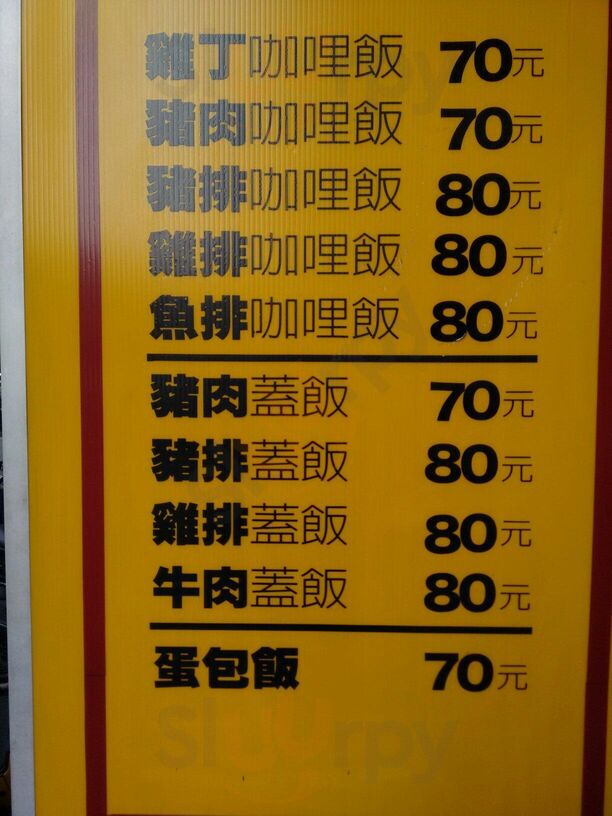 雞丁咖哩飯 70元
豬肉咖哩飯 70元
豬排咖哩飯 80元
雞排咖哩飯 80元
魚排咖哩飯 80元
豬肉蓋飯 70元
豬排蓋飯 80元
雞排蓋飯 80元
牛肉蓋飯 80元
蛋包飯 70元
Sluurpy